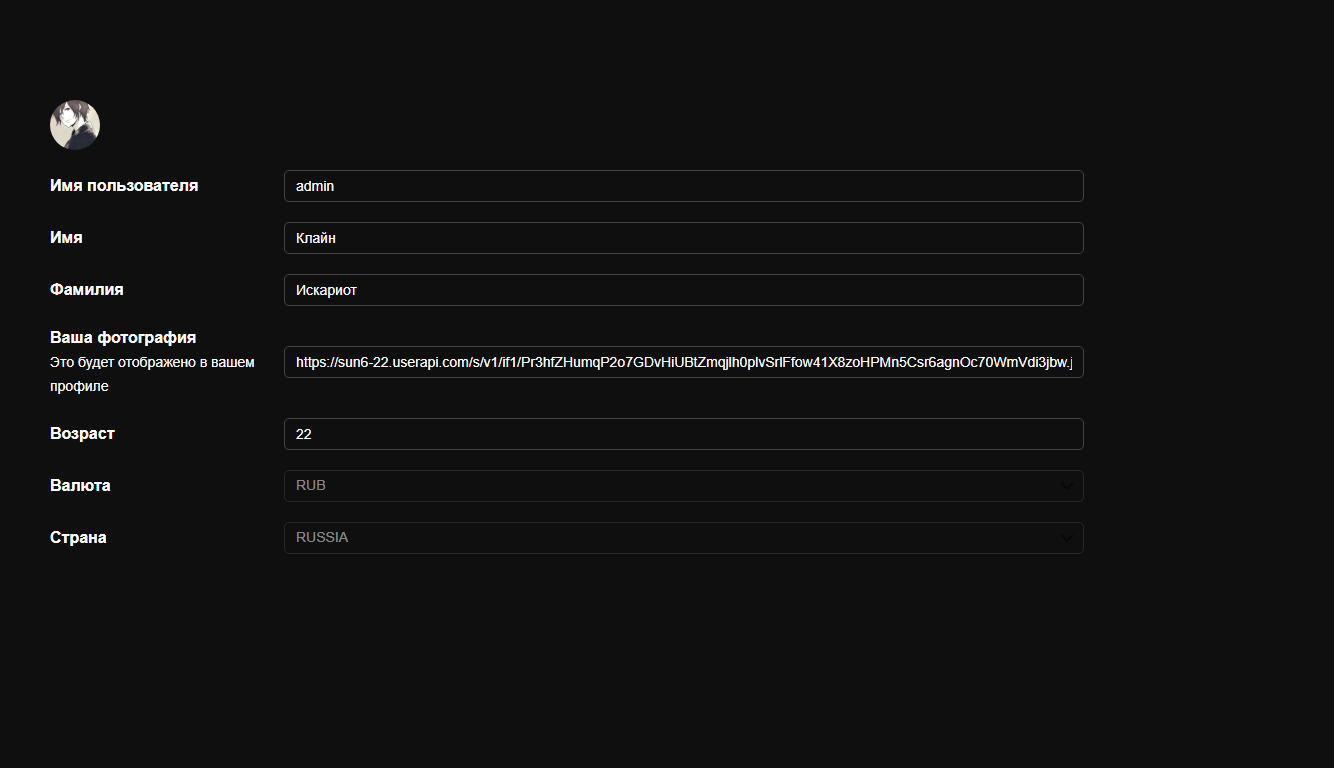 Имя пользователя
admin
Имя
Клайн
Фамилия
Искариот
Ваша фотография
Это будет отображено в вашем
профиле
https://sun6-22.userapi.com/s/v1/if1/Pr3hfZHumqP2o7GDvHiUBtZmqjlh0plvSrlFfow41X8zoHPMn5Csr6agnOc70WmVdi3jbw.j
Возраст
22
Валюта
RUB
Страна
RUSSIA